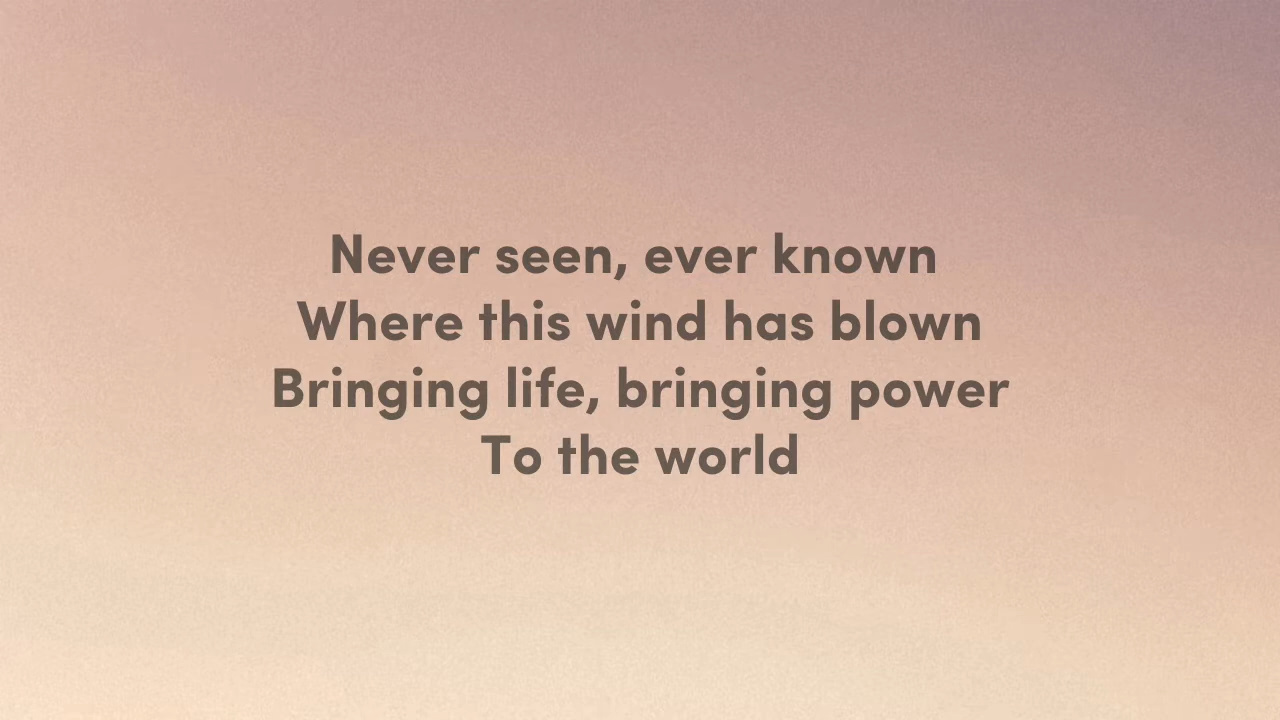 Never seen, ever known
Where this wind has blown
Bringing life, bringing power
To the world